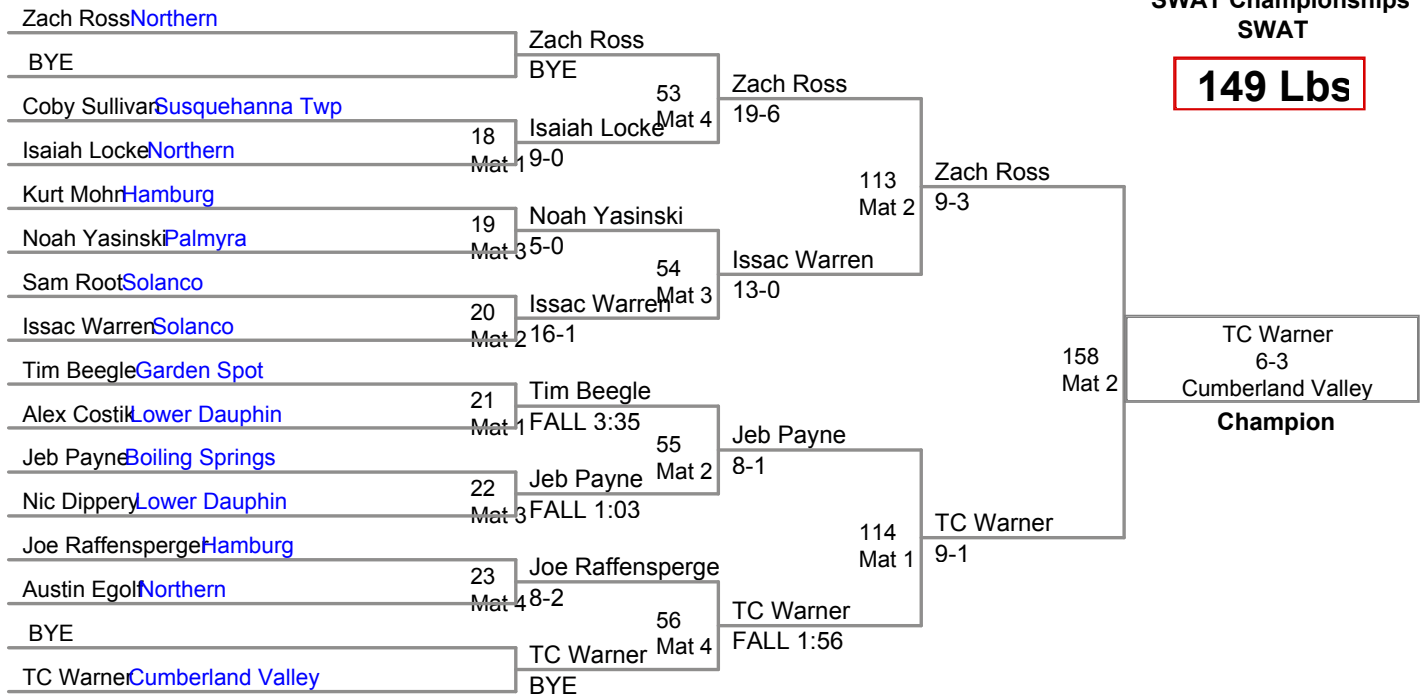 SWAT Championships
SWAT
149 Lbs
Zach Ross Northern
BYE
Coby Sullivan Susquehanna Twp
Isaiah Locke Northern
Kurt Mohn Hamburg
Noah Yasinski Palmyra
Sam Root Solanco
Issac Warren Solanco
Tim Beegle Garden Spot
Alex Costik Lower Dauphin
Jeb Payne Boiling Springs
Nic Dippery Lower Dauphin
Joe Raffensperger Hamburg
Austin Egolf Northern
BYE
TC Warner Cumberland Valley
Zach Ross
BYE
18
Mat 1
Isaiah Locke
9-0
19
Mat 3
Noah Yasinski
5-0
20
Mat 2
Issac Warren
16-1
21
Mat 1
Tim Beegle
FALL 3:35
22
Mat 3
Jeb Payne
FALL 1:03
23
Mat 4
Joe Raffensperge
8-2
TC Warner
BYE
53
Mat 4
Zach Ross
19-6
54
Mat 3
Issac Warren
13-0
55
Mat 2
Jeb Payne
8-1
56
Mat 4
TC Warner
FALL 1:56
113
Mat 2
Zach Ross
9-3
114
Mat 1
TC Warner
9-1
158
Mat 2
TC Warner
6-3
Cumberland Valley
Champion